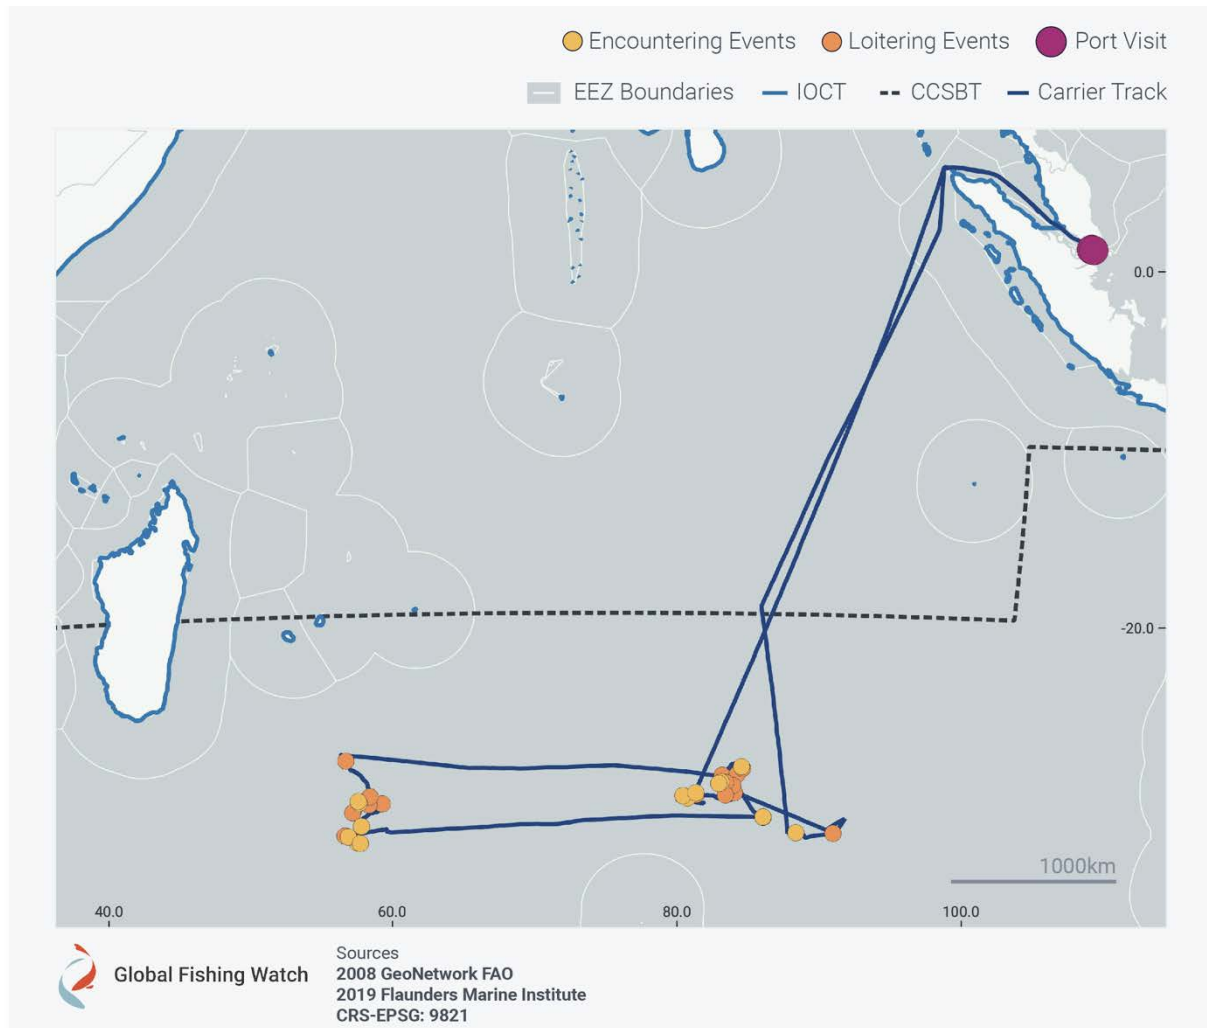 Encountering Events Loitering Events Port Visit
EEZ Boundaries IOCT CCSBT Carrier Track
0.0
-20.0
1000km
40.0 60.0 80.0 100.0
Global Fishing Watch
Sources
2008 GeoNetwork FAO
2019 Flaunders Marine Institute
CRS-EPSG: 9821